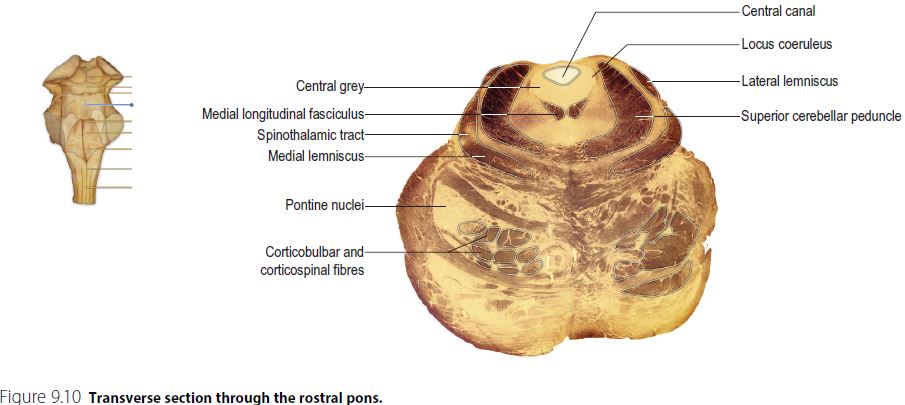 Central canal
Locus coeruleus
Central grey
Lateral lemniscus
Medial longitudinal fasciculus
Superior cerebellar peduncle
Spinothalamic tract
Medial lemniscus
Pontine nuclei
Corticobulbar and
corticospinal fibres
Figure 9.10 Transverse section through the rostral pons.